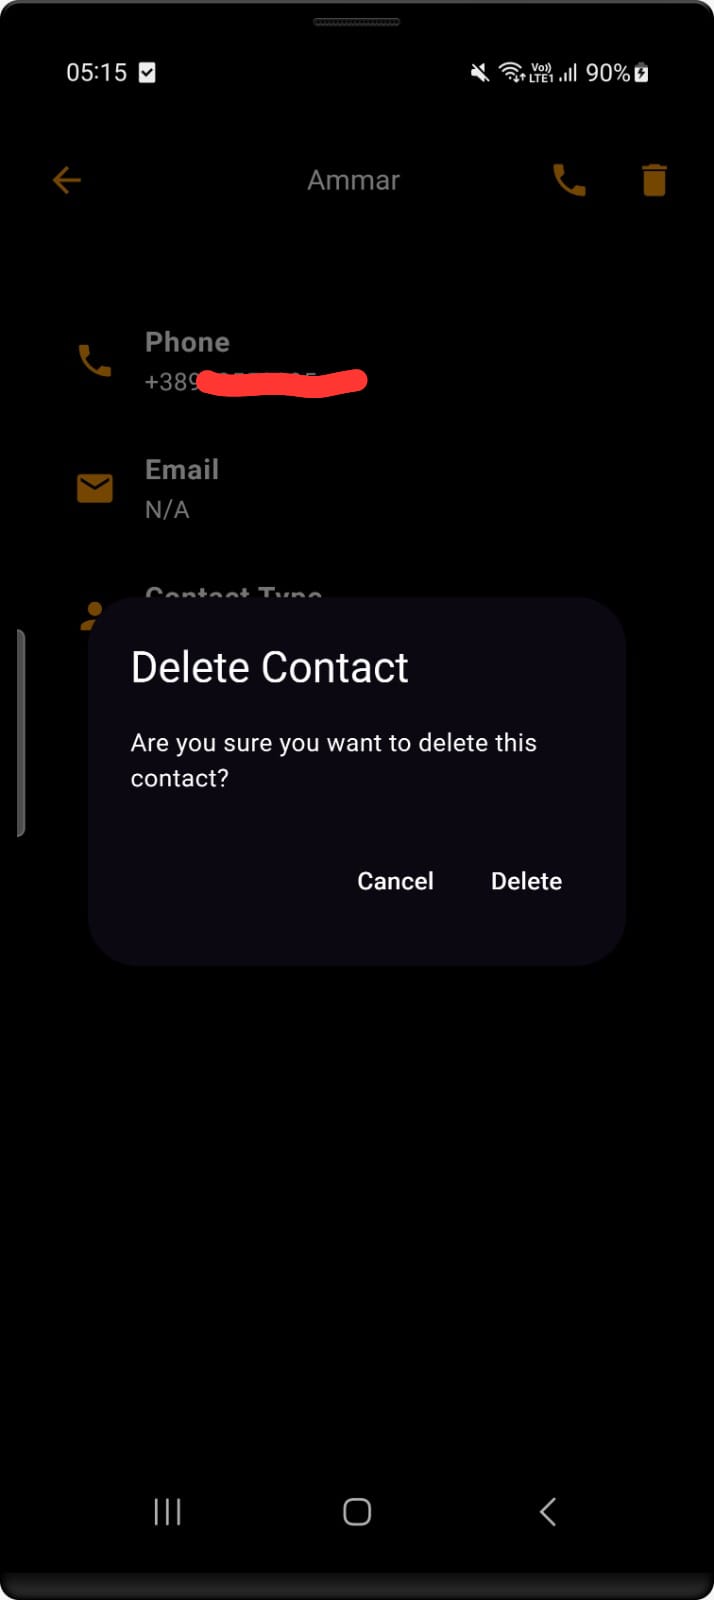 05:15
Vo)) LTE1 90%
Ammar
Phone
+389
Email
N/A
Contact Type
Delete Contact
Are you sure you want to delete this
contact?
Cancel Delete